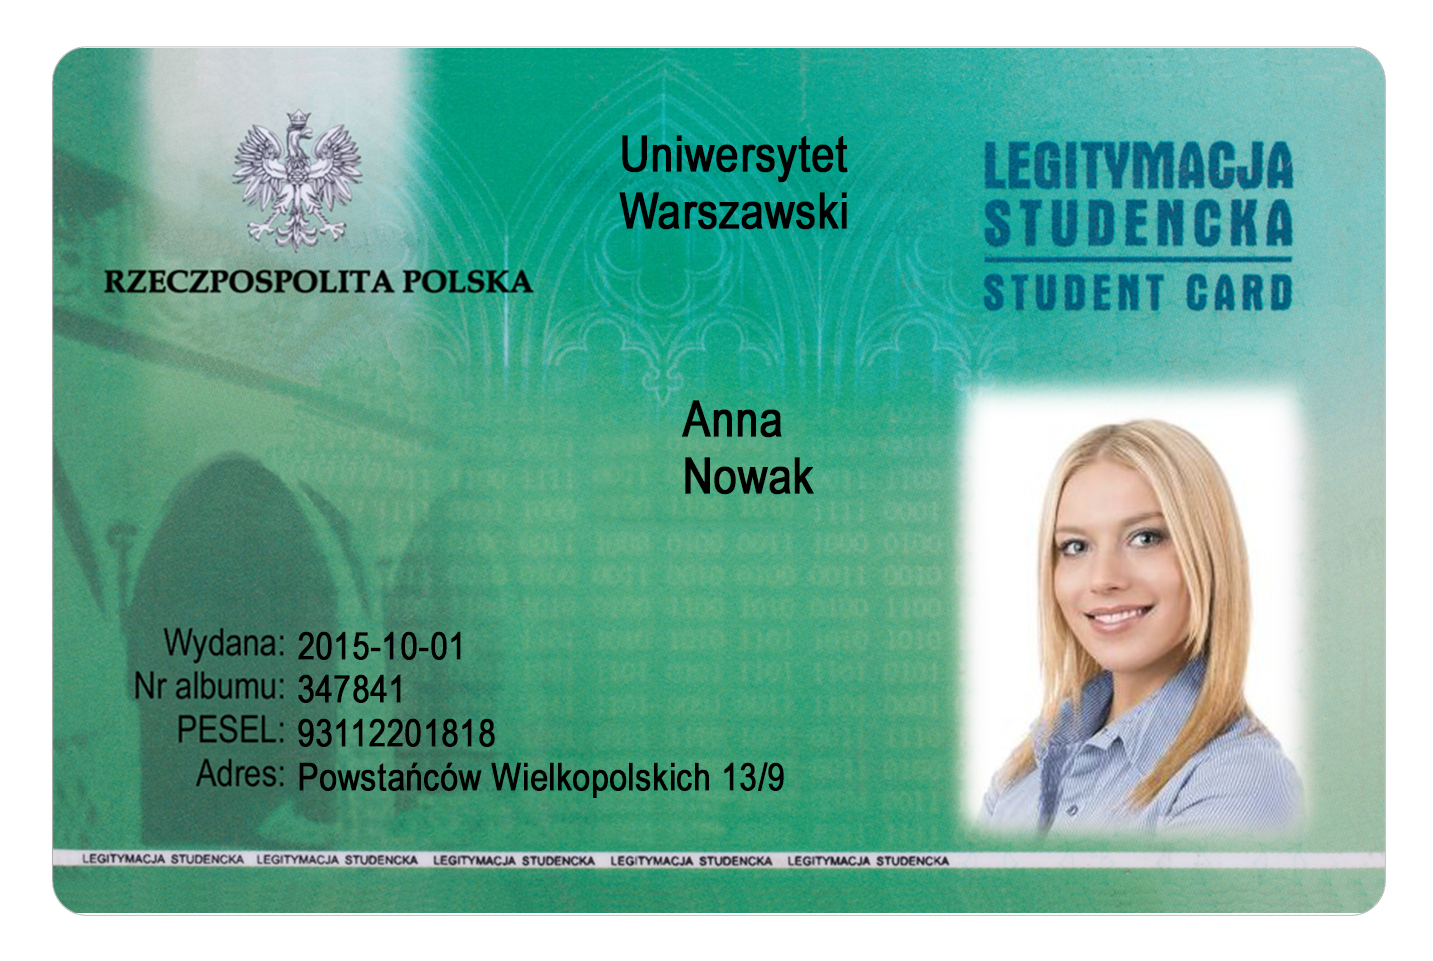 RZECZPOSPOLITA POLSKA
Uniwersytet
Warszawski
LEGITYMACJA
STUDENCKA
STUDENT CARD
Anna
Nowak
Wydana: 2015-10-01
Nr albumu: 347841
PESEL: 93112201818
Adres: Powstańców Wielkopolskich 13/9
LEGITYMACJA STUDENCKA LEGITYMACJA STUDENCKA LEGITYMACJA STUDENCKA LEGITYMACJA STUDENCKA LEGITYMACJA STUDENCKA